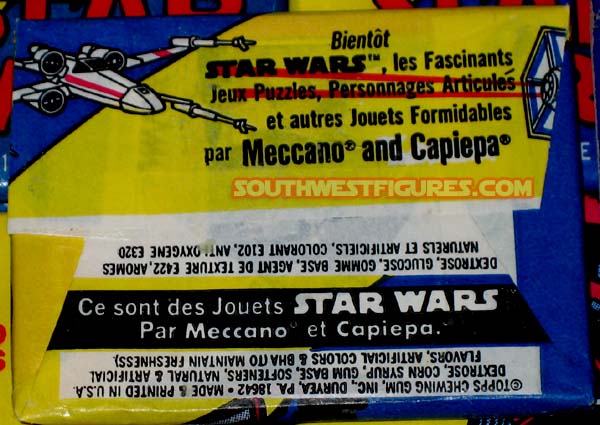 Bientôt
STAR WARS™, les Fascinants
Jeux Puzzles, Personnages Articulés
et autres Jouets Formidables
par Meccano® and Capiepa®
SOUTHWESTFIGURES.COM
DEXTROSE, GLUCOSE, GOMME BASE, AGENT DE TEXTURE E422, AROMES
NATURELS ET ARTIFICIELS, COLORANT E102, ANTI OXYGENE E320
Ce sont des Jouets STAR WARS
Par Meccano® et Capiepa.
©TOPPS CHEWING GUM, INC., DURYEA, PA. 18642 • MADE & PRINTED IN U.S.A.
DEXTROSE, CORN SYRUP, GUM BASE, SOFTENERS, NATURAL & ARTIFICIAL
FLAVORS, ARTIFICIAL COLORS & BHA (TO MAINTAIN FRESHNESS).